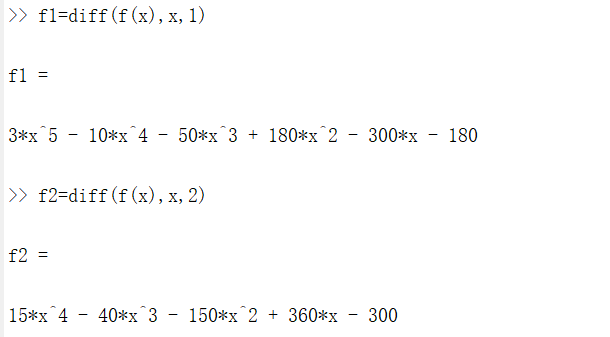 >> f1=diff(f(x),x,1)
f1 =
3*x^5 - 10*x^4 - 50*x^3 + 180*x^2 - 300*x - 180
>> f2=diff(f(x),x,2)
f2 =
15*x^4 - 40*x^3 - 150*x^2 + 360*x - 300